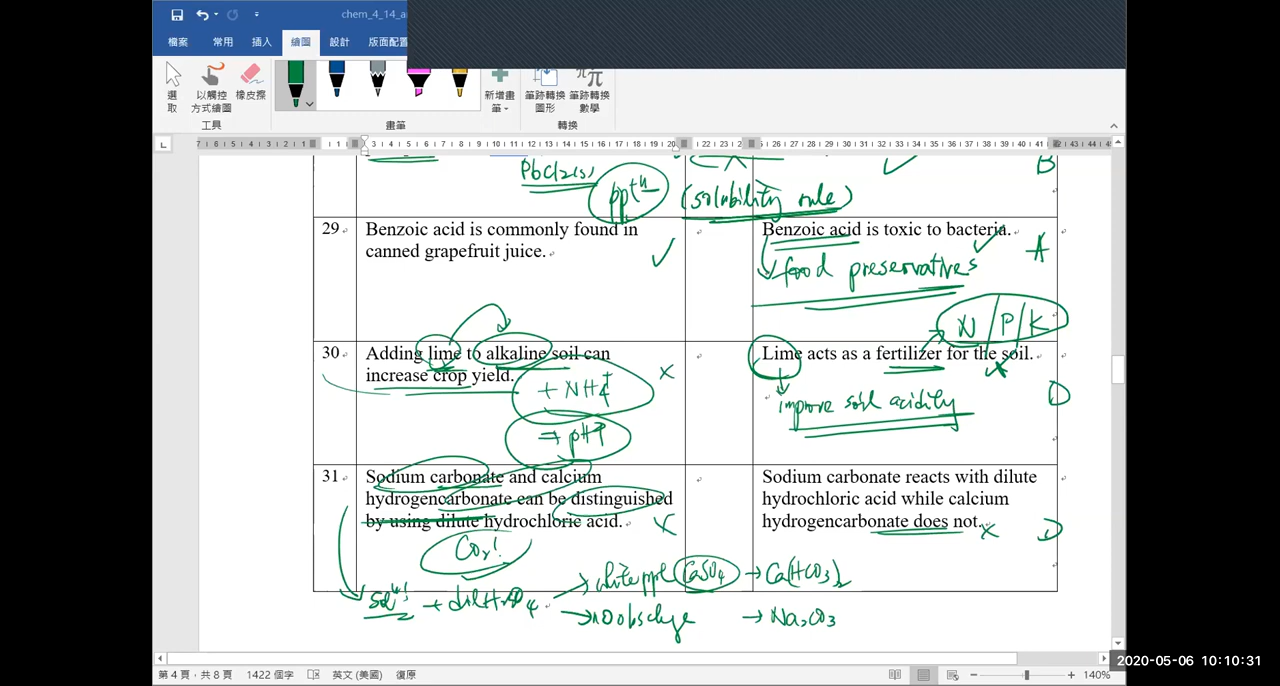 chem_4_14_a
檔案 常用 插入 繪圖 設計 版面配置
選取 以觸控方式繪圖 橡皮擦 新增畫筆 筆跡轉換圖形 筆跡轉換數學
工具 畫筆 轉換
PbCl2(s) B
pptn (solubility rule)
29 Benzoic acid is commonly found in canned grapefruit juice. Benzoic acid is toxic to bacteria. A
food preservatives
N/P/K
30 Adding lime to alkaline soil can increase crop yield. Lime acts as a fertilizer for the soil. D
+ NH4+
⇒ pH↑
improve soil acidity
31 Sodium carbonate and calcium hydrogencarbonate can be distinguished by using dilute hydrochloric acid. Sodium carbonate reacts with dilute hydrochloric acid while calcium hydrogencarbonate does not. D
CO2!
white ppt CaSO4 → Ca(HCO3)2
→ Na2CO3
第 4 頁，共 8 頁 1422 個字 英文 (美國) 復原 140%
2020-05-06 10:10:31